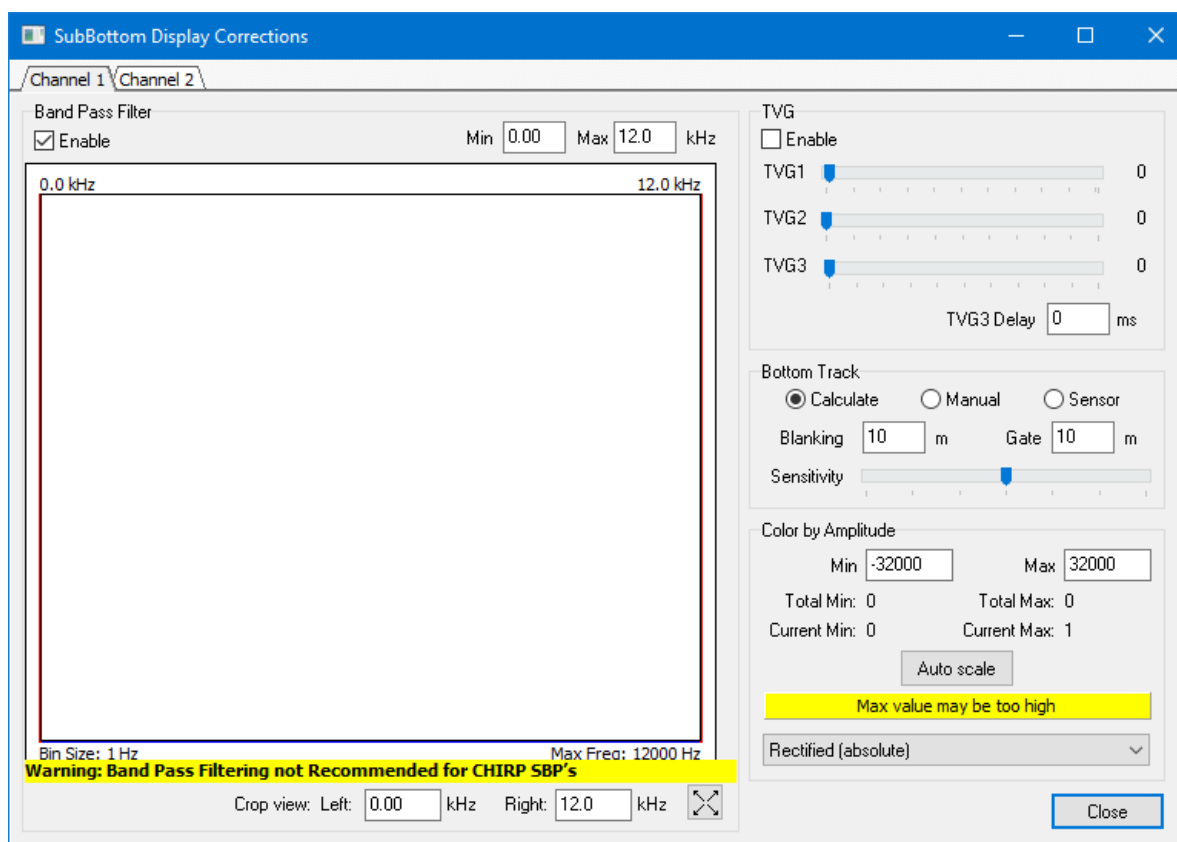 SubBottom Display Corrections
Channel 1 Channel 2
Band Pass Filter
Enable Min 0.00 Max 12.0 kHz
0.0 kHz 12.0 kHz
Bin Size: 1 Hz Max Freq: 12000 Hz
Warning: Band Pass Filtering not Recommended for CHIRP SBP's
Crop view: Left: 0.00 kHz Right: 12.0 kHz
TVG
Enable
TVG1 0
TVG2 0
TVG3 0
TVG3 Delay 0 ms
Bottom Track
Calculate Manual Sensor
Blanking 10 m Gate 10 m
Sensitivity
Color by Amplitude
Min -32000 Max 32000
Total Min: 0 Total Max: 0
Current Min: 0 Current Max: 1
Auto scale
Max value may be too high
Rectified (absolute)
Close